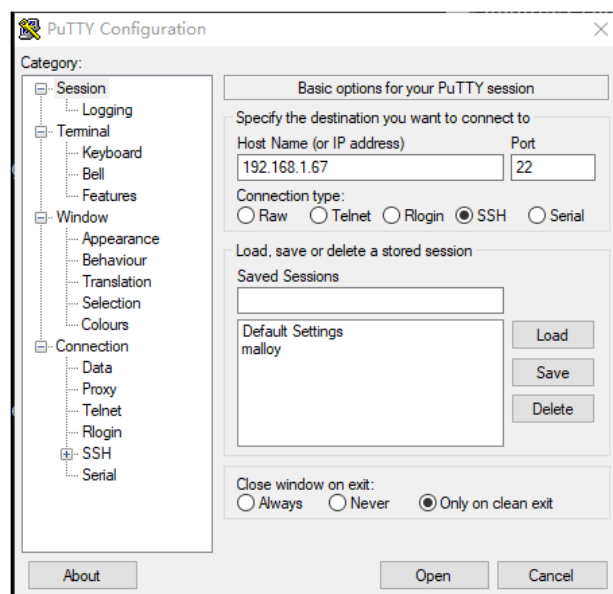 PuTTY Configuration
Category:
Session
Logging
Terminal
Keyboard
Bell
Features
Window
Appearance
Behaviour
Translation
Selection
Colours
Connection
Data
Proxy
Telnet
Rlogin
SSH
Serial
Basic options for your PuTTY session
Specify the destination you want to connect to
Host Name (or IP address) Port
192.168.1.67 22
Connection type:
Raw Telnet Rlogin SSH Serial
Load, save or delete a stored session
Saved Sessions
Default Settings
malloy
Load
Save
Delete
Close window on exit:
Always Never Only on clean exit
About Open Cancel